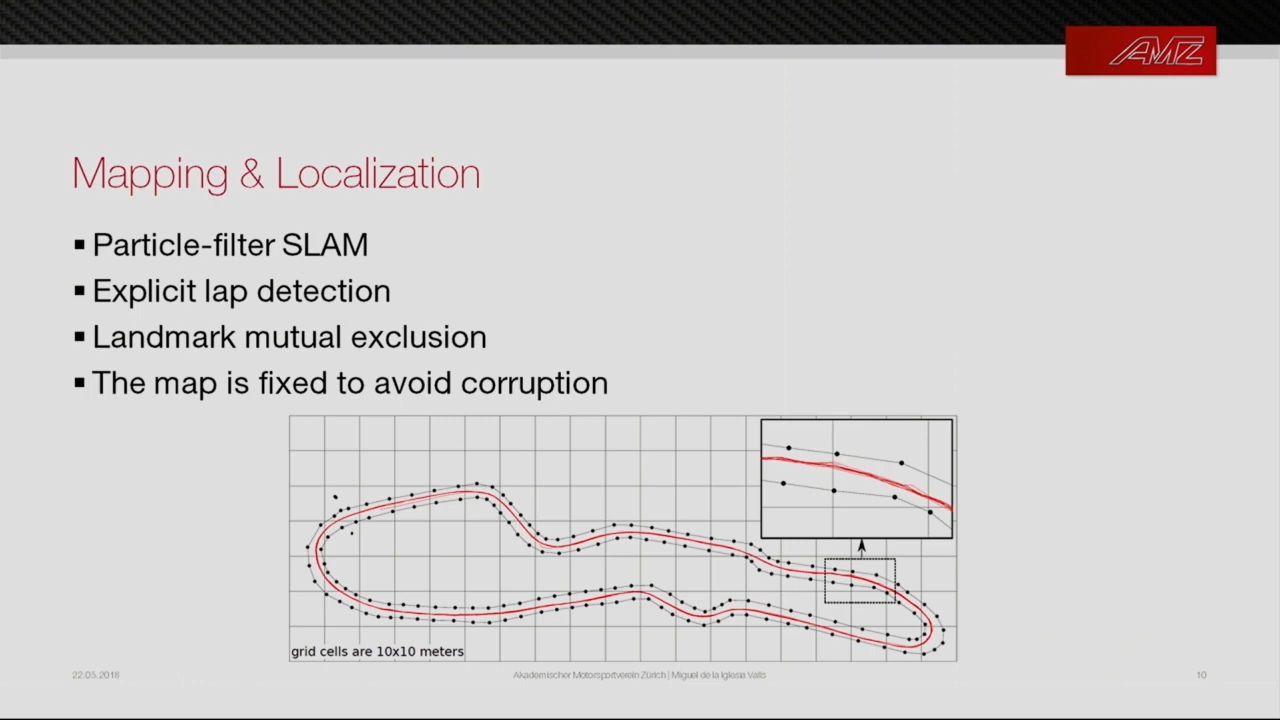 AMZ
Mapping & Localization
▪ Particle-filter SLAM
▪ Explicit lap detection
▪ Landmark mutual exclusion
▪ The map is fixed to avoid corruption
grid cells are 10x10 meters
22.05.2018
Akademischer Motorsportverein Zürich | Miguel de la Iglesia Valls
10